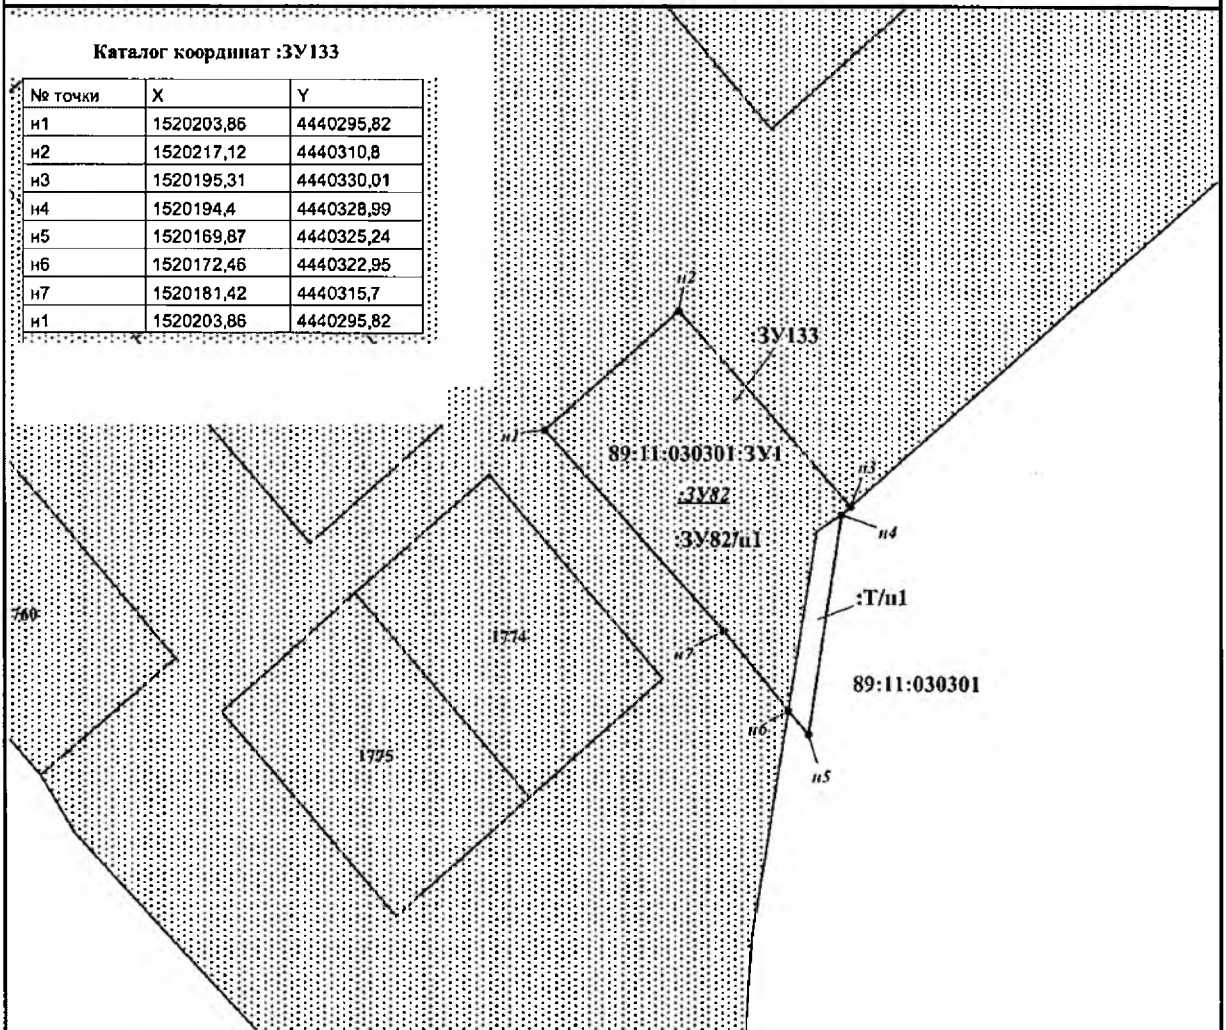 Каталог координат :ЗУ133
№ точки X Y
н1 1520203,86 4440295,82
н2 1520217,12 4440310,8
н3 1520195,31 4440330,01
н4 1520194,4 4440328,99
н5 1520169,87 4440325,24
н6 1520172,46 4440322,95
н7 1520181,42 4440315,7
н1 1520203,86 4440295,82
н2
ЗУ133
н1
89:11:030301:ЗУ1
н3
:ЗУ82
н4
:ЗУ82/п1
:Т/п1
760
1774
н7
89:11:030301
н6
1775
н5